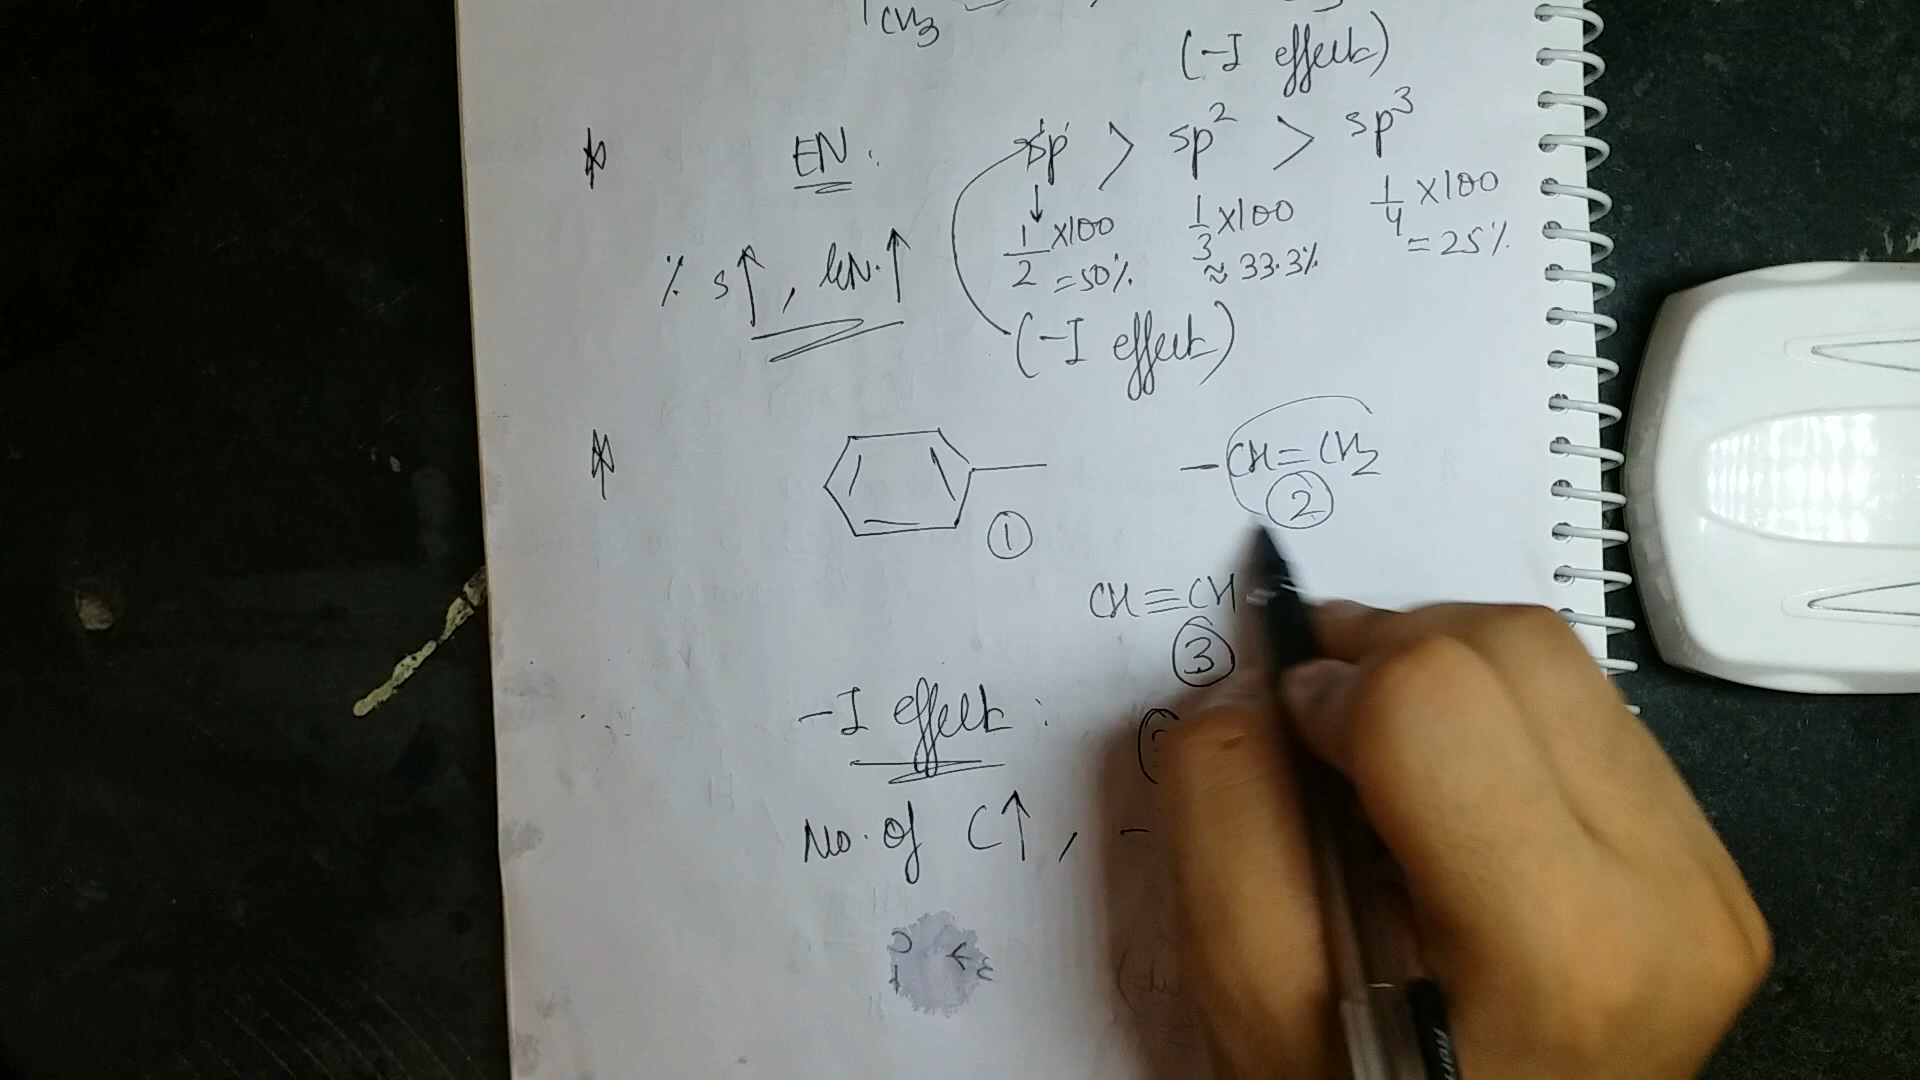 CH3
(-I effect)
EN: sp > sp² > sp³
1/2 ×100 = 50% 1/3 ×100 ≈ 33.3% 1/4 ×100 = 25%
% s↑, EN.↑
(-I effect)
-CH=CH2
① ②
CH≡CH
③
-I effect:
No. of C↑, -